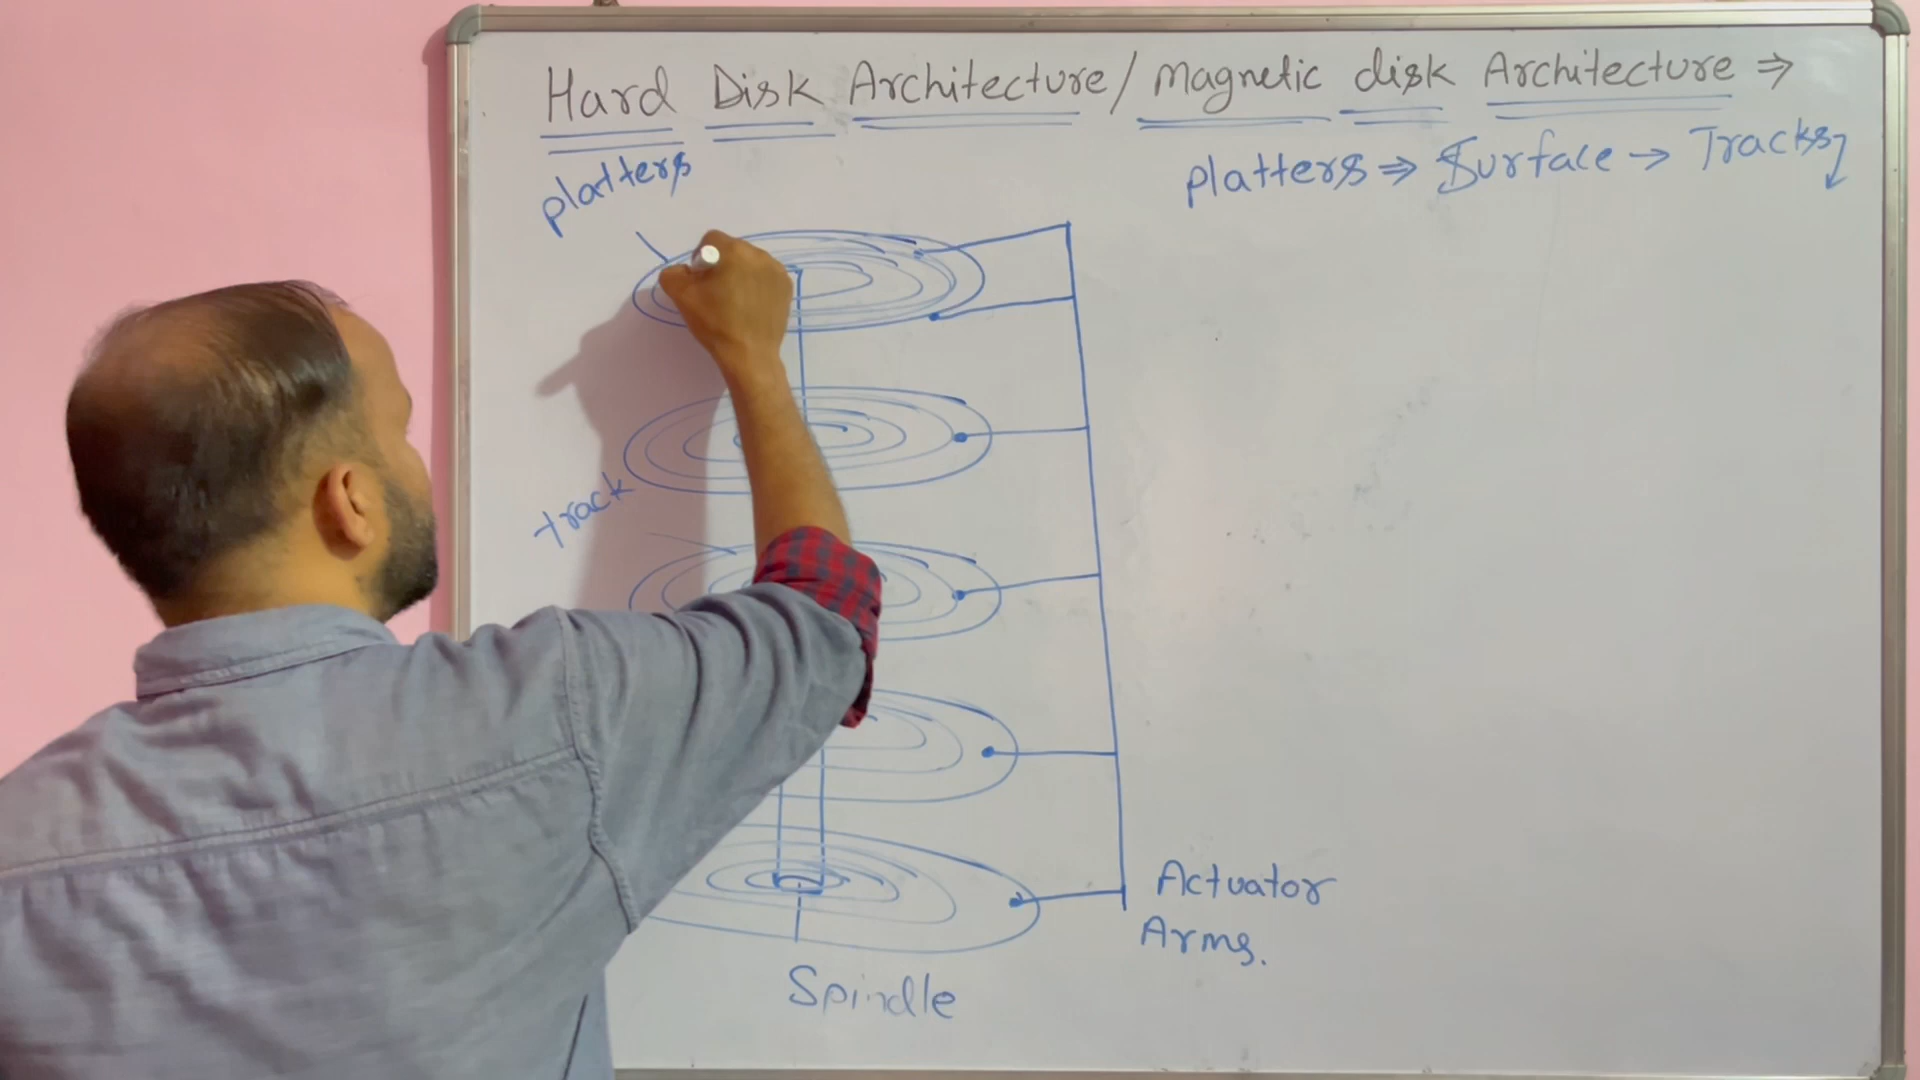 Hard Disk Architecture/Magnetic disk Architecture ⇒
platters
platters ⇒ Surface → Tracks
track
Actuator
Arms.
Spindle